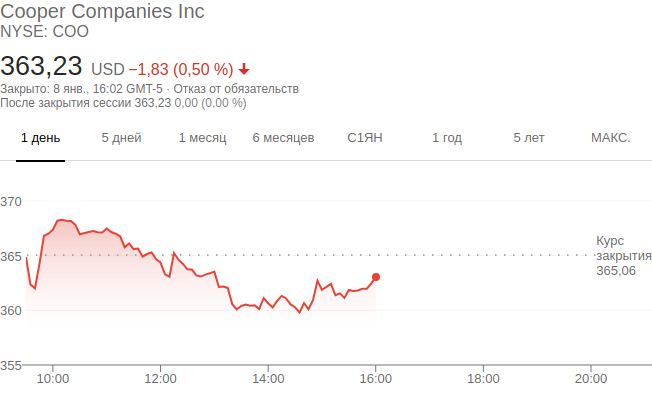 Cooper Companies Inc
NYSE: COO
363,23 USD −1,83 (0,50 %)
Закрыто: 8 янв., 16:02 GMT-5 · Отказ от обязательств
После закрытия сессии 363,23 0,00 (0,00 %)
1 день 5 дней 1 месяц 6 месяцев С1ЯН 1 год 5 лет МАКС.
370
365
360
355
Курс
закрытия
365,06
10:00 12:00 14:00 16:00 18:00 20:00